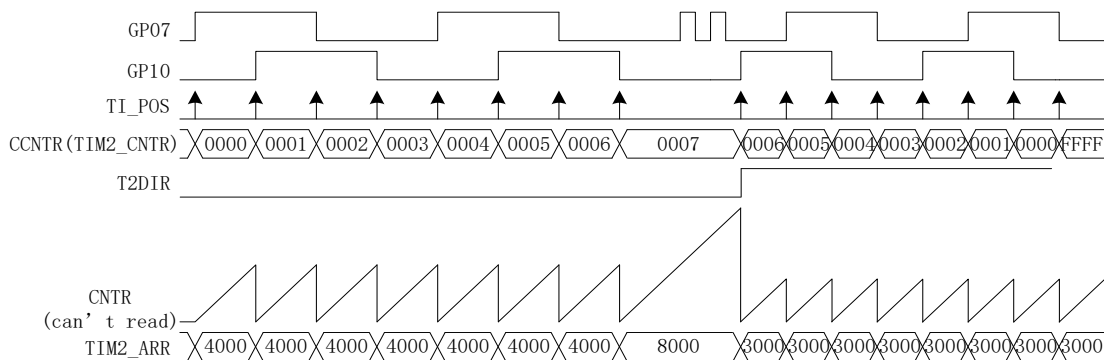 GP07
GP10
TI_POS
CCNTR(TIM2_CNTR) 0000 0001 0002 0003 0004 0005 0006 0007 0006 0005 0004 0003 0002 0001 0000 FFFF
T2DIR
CNTR
(can't read)
TIM2_ARR 4000 4000 4000 4000 4000 4000 4000 8000 3000 3000 3000 3000 3000 3000 3000 3000